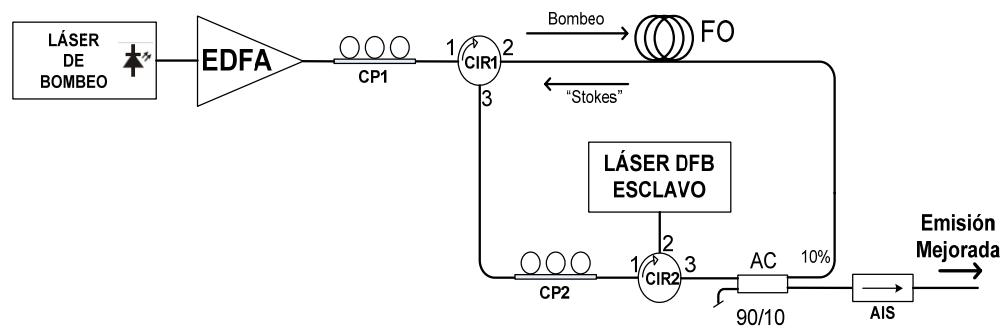 LÁSER
DE
BOMBEO
EDFA
CP1
1
2
3
CIR1
Bombeo
FO
“Stokes”
LÁSER DFB
ESCLAVO
CP2
1
2
3
CIR2
AC
10%
90/10
AIS
Emisión
Mejorada